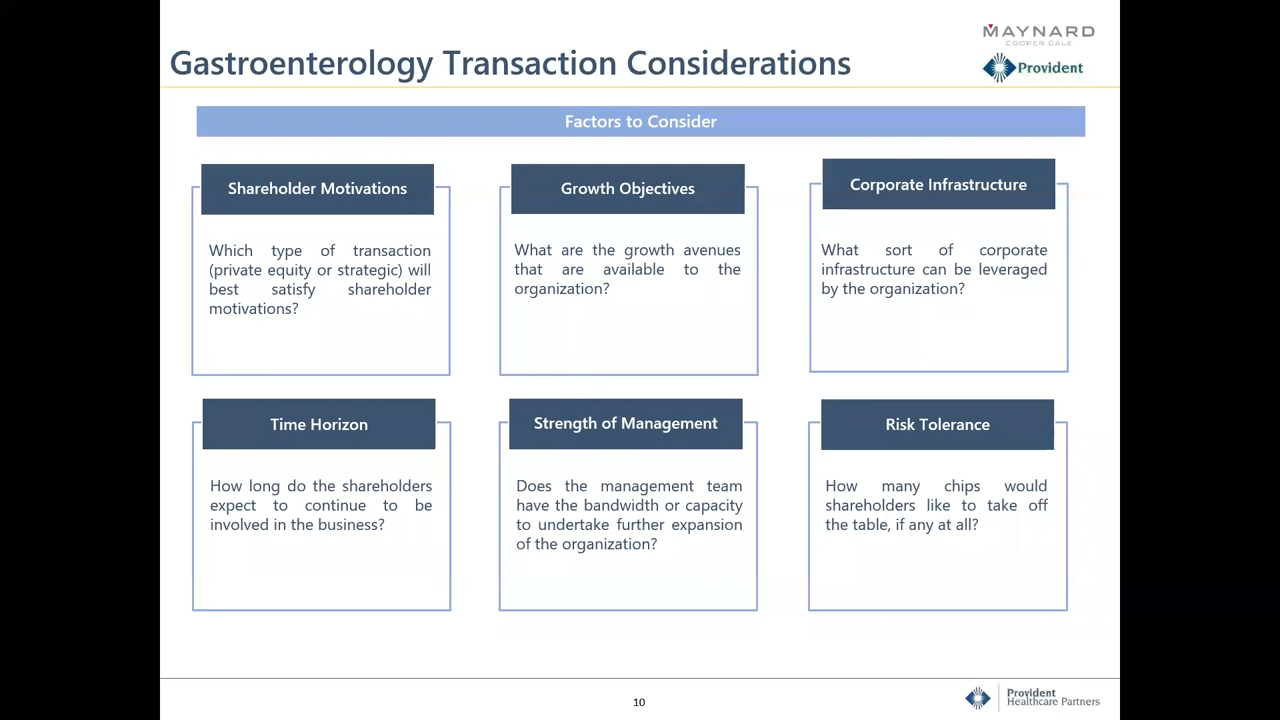 MAYNARD
COOPER GALE
Gastroenterology Transaction Considerations
Provident
Factors to Consider
Shareholder Motivations
Which type of transaction
(private equity or strategic) will
best satisfy shareholder
motivations?
Growth Objectives
What are the growth avenues
that are available to the
organization?
Corporate Infrastructure
What sort of corporate
infrastructure can be leveraged
by the organization?
Time Horizon
How long do the shareholders
expect to continue to be
involved in the business?
Strength of Management
Does the management team
have the bandwidth or capacity
to undertake further expansion
of the organization?
Risk Tolerance
How many chips would
shareholders like to take off
the table, if any at all?
10
Provident
Healthcare Partners